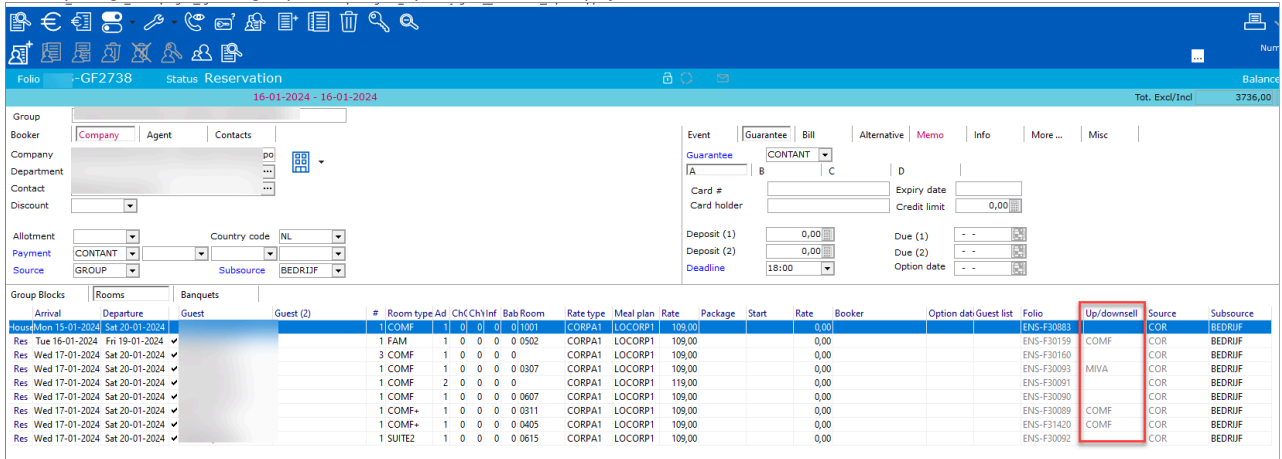 Num
Folio -GF2738 Status Reservation Balance
16-01-2024 - 16-01-2024 Tot. Excl/Incl 3736,00
Group
Booker Company Agent Contacts Event Guarantee Bill Alternative Memo Info More ... Misc
Company po Guarantee CONTANT
Department A B C D
Contact Card # Expiry date
Discount Card holder Credit limit 0,00
Allotment Country code NL Deposit (1) 0,00 Due (1) - -
Payment CONTANT Deposit (2) 0,00 Due (2) - -
Source GROUP Subsource BEDRIJF Deadline 18:00 Option date - -
Group Blocks Rooms Banquets
Arrival Departure Guest Guest (2) # Room type Ad Ch( Ch\ Inf Bab Room Rate type Meal plan Rate Package Start Rate Booker Option dat Guest list Folio Up/downsell Source Subsource
House Mon 15-01-2024 Sat 20-01-2024 1 COMF 1 0 0 0 0 1001 CORPA1 LOCORP1 109,00 0,00 ENS-F30883 COR BEDRIJF
Res Tue 16-01-2024 Fri 19-01-2024 ✓ 1 FAM 1 0 0 0 0 0502 CORPA1 LOCORP1 109,00 0,00 ENS-F30159 COMF COR BEDRIJF
Res Wed 17-01-2024 Sat 20-01-2024 ✓ 3 COMF 1 0 0 0 0 CORPA1 LOCORP1 109,00 0,00 ENS-F30160 COR BEDRIJF
Res Wed 17-01-2024 Sat 20-01-2024 ✓ 1 COMF 1 0 0 0 0 0307 CORPA1 LOCORP1 109,00 0,00 ENS-F30093 MIVA COR BEDRIJF
Res Wed 17-01-2024 Sat 20-01-2024 ✓ 1 COMF 2 0 0 0 0 CORPA1 LOCORP1 119,00 0,00 ENS-F30091 COR BEDRIJF
Res Wed 17-01-2024 Sat 20-01-2024 ✓ 1 COMF 1 0 0 0 0 0607 CORPA1 LOCORP1 109,00 0,00 ENS-F30090 COR BEDRIJF
Res Wed 17-01-2024 Sat 20-01-2024 ✓ 1 COMF+ 1 0 0 0 0 0311 CORPA1 LOCORP1 109,00 0,00 ENS-F30089 COMF COR BEDRIJF
Res Wed 17-01-2024 Sat 20-01-2024 ✓ 1 COMF+ 1 0 0 0 0 0405 CORPA1 LOCORP1 109,00 0,00 ENS-F31420 COMF COR BEDRIJF
Res Wed 17-01-2024 Sat 20-01-2024 ✓ 1 SUITE2 1 0 0 0 0 0615 CORPA1 LOCORP1 109,00 0,00 ENS-F30092 COR BEDRIJF